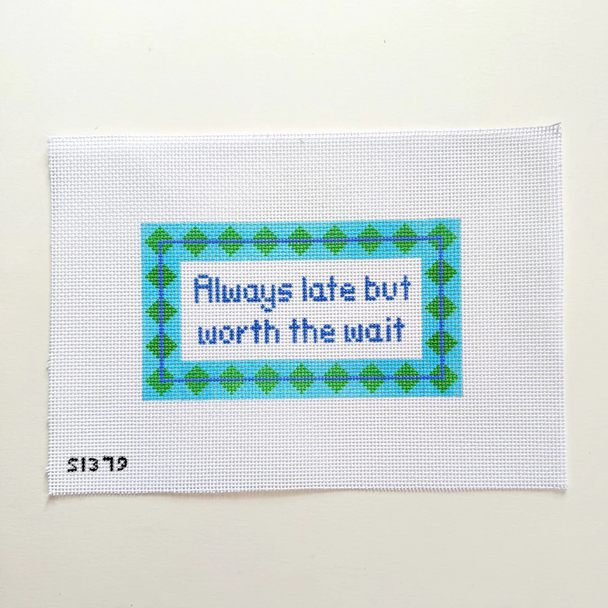 Always late but
worth the wait
S1379